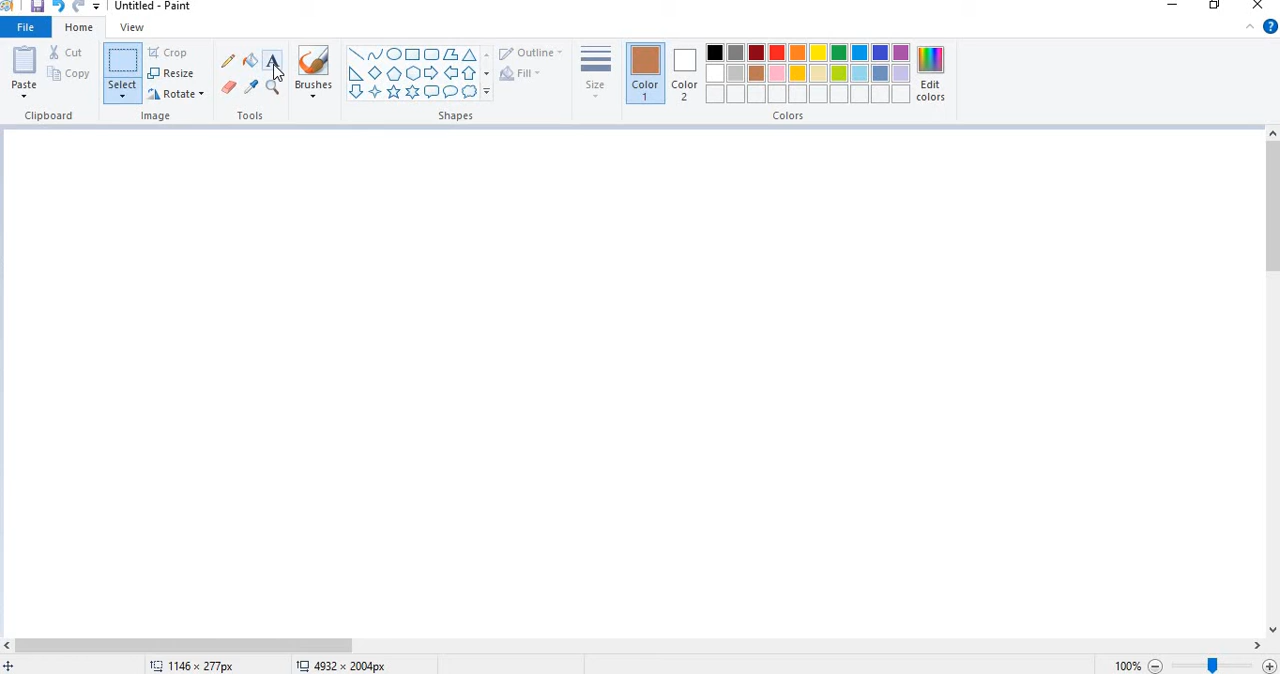 Untitled - Paint
File Home View
Paste
Cut
Copy
Clipboard
Select
Crop
Resize
Rotate
Image
A
Tools
Brushes
Outline
Fill
Shapes
Size
Color 1
Color 2
Edit colors
Colors
1146 × 277px 4932 × 2004px 100%